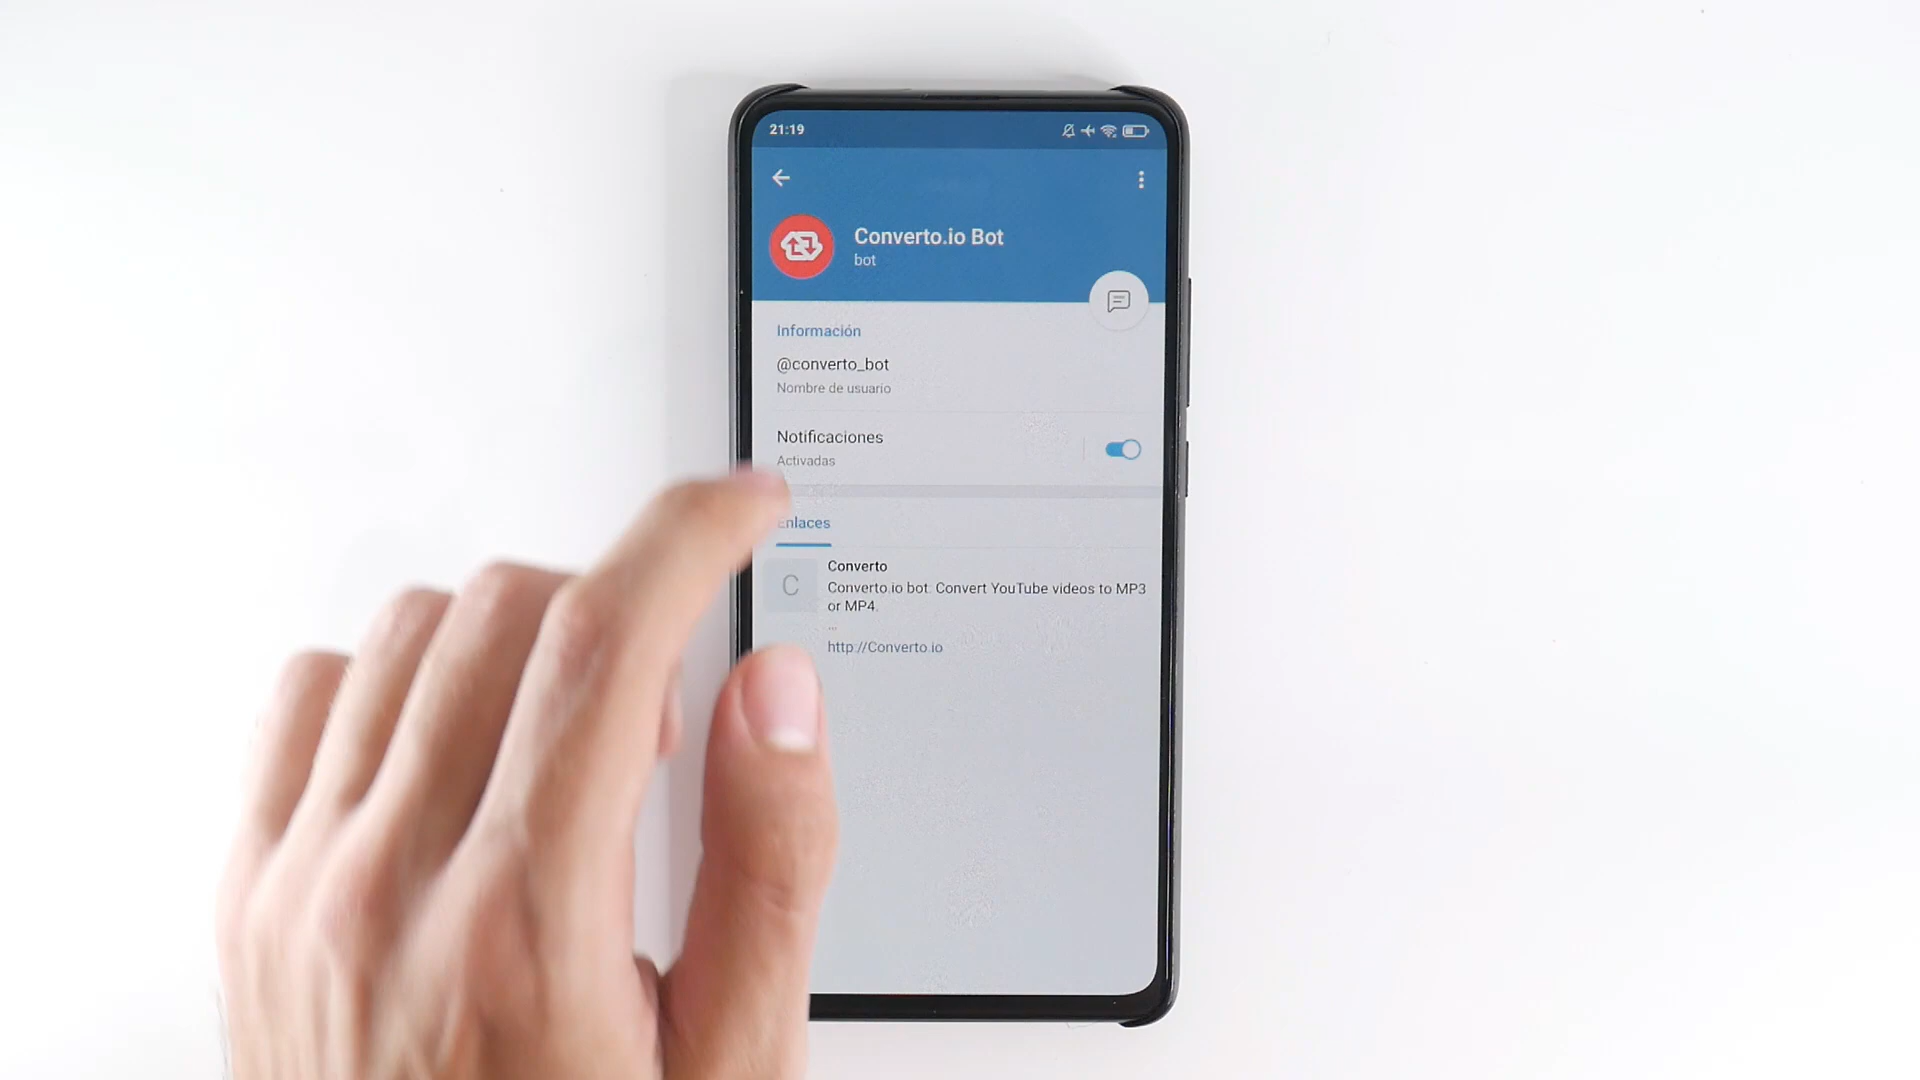 21:19
Converto.io Bot
bot
Información
@converto_bot
Nombre de usuario
Notificaciones
Activadas
Enlaces
C
Converto
Converto.io bot: Convert YouTube videos to MP3
or MP4.
...
http://Converto.io